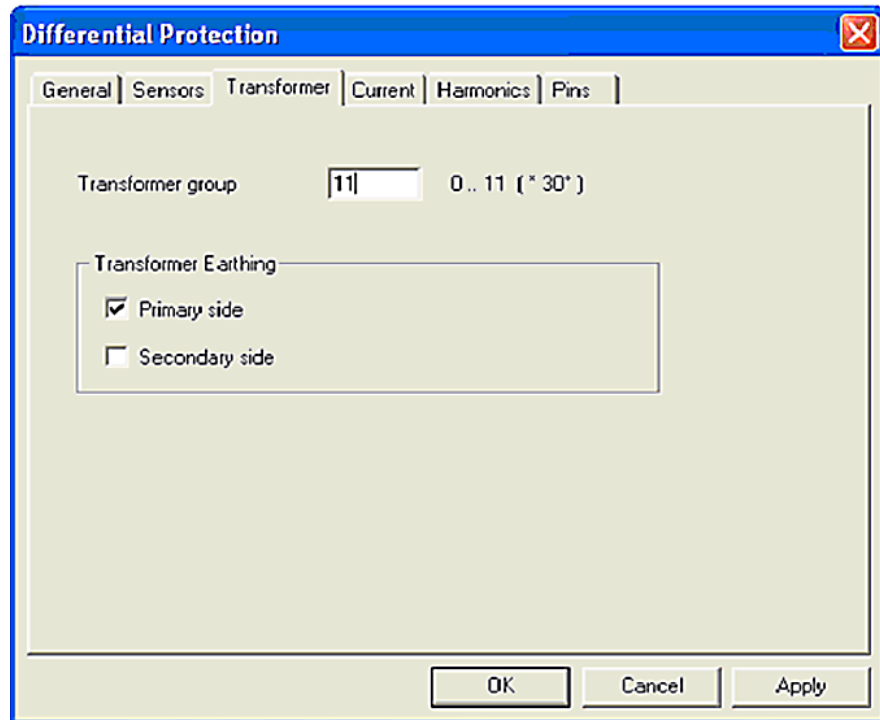 Differential Protection
General Sensors Transformer Current Harmonics Pins
Transformer group 11 0 .. 11 ( * 30° )
Transformer Earthing
Primary side
Secondary side
OK Cancel Apply